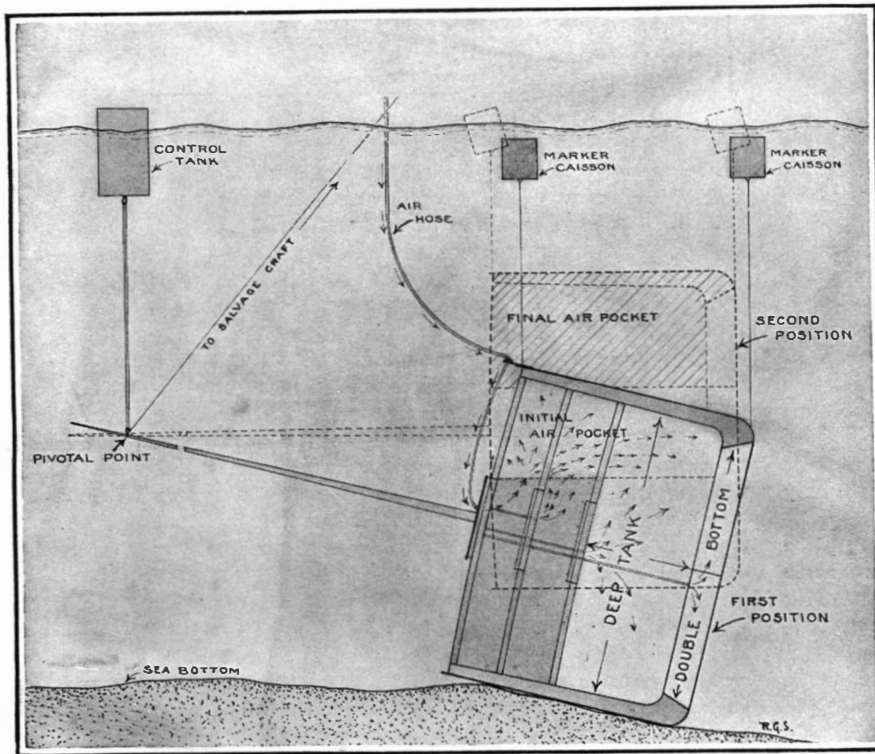 CONTROL
TANK
MARKER
CAISSON
MARKER
CAISSON
AIR
HOSE
TO SALVAGE CRAFT
FINAL AIR POCKET
SECOND
POSITION
INITIAL
AIR POCKET
PIVOTAL POINT
DEEP TANK
DOUBLE BOTTOM
FIRST
POSITION
SEA BOTTOM
R.G.S.